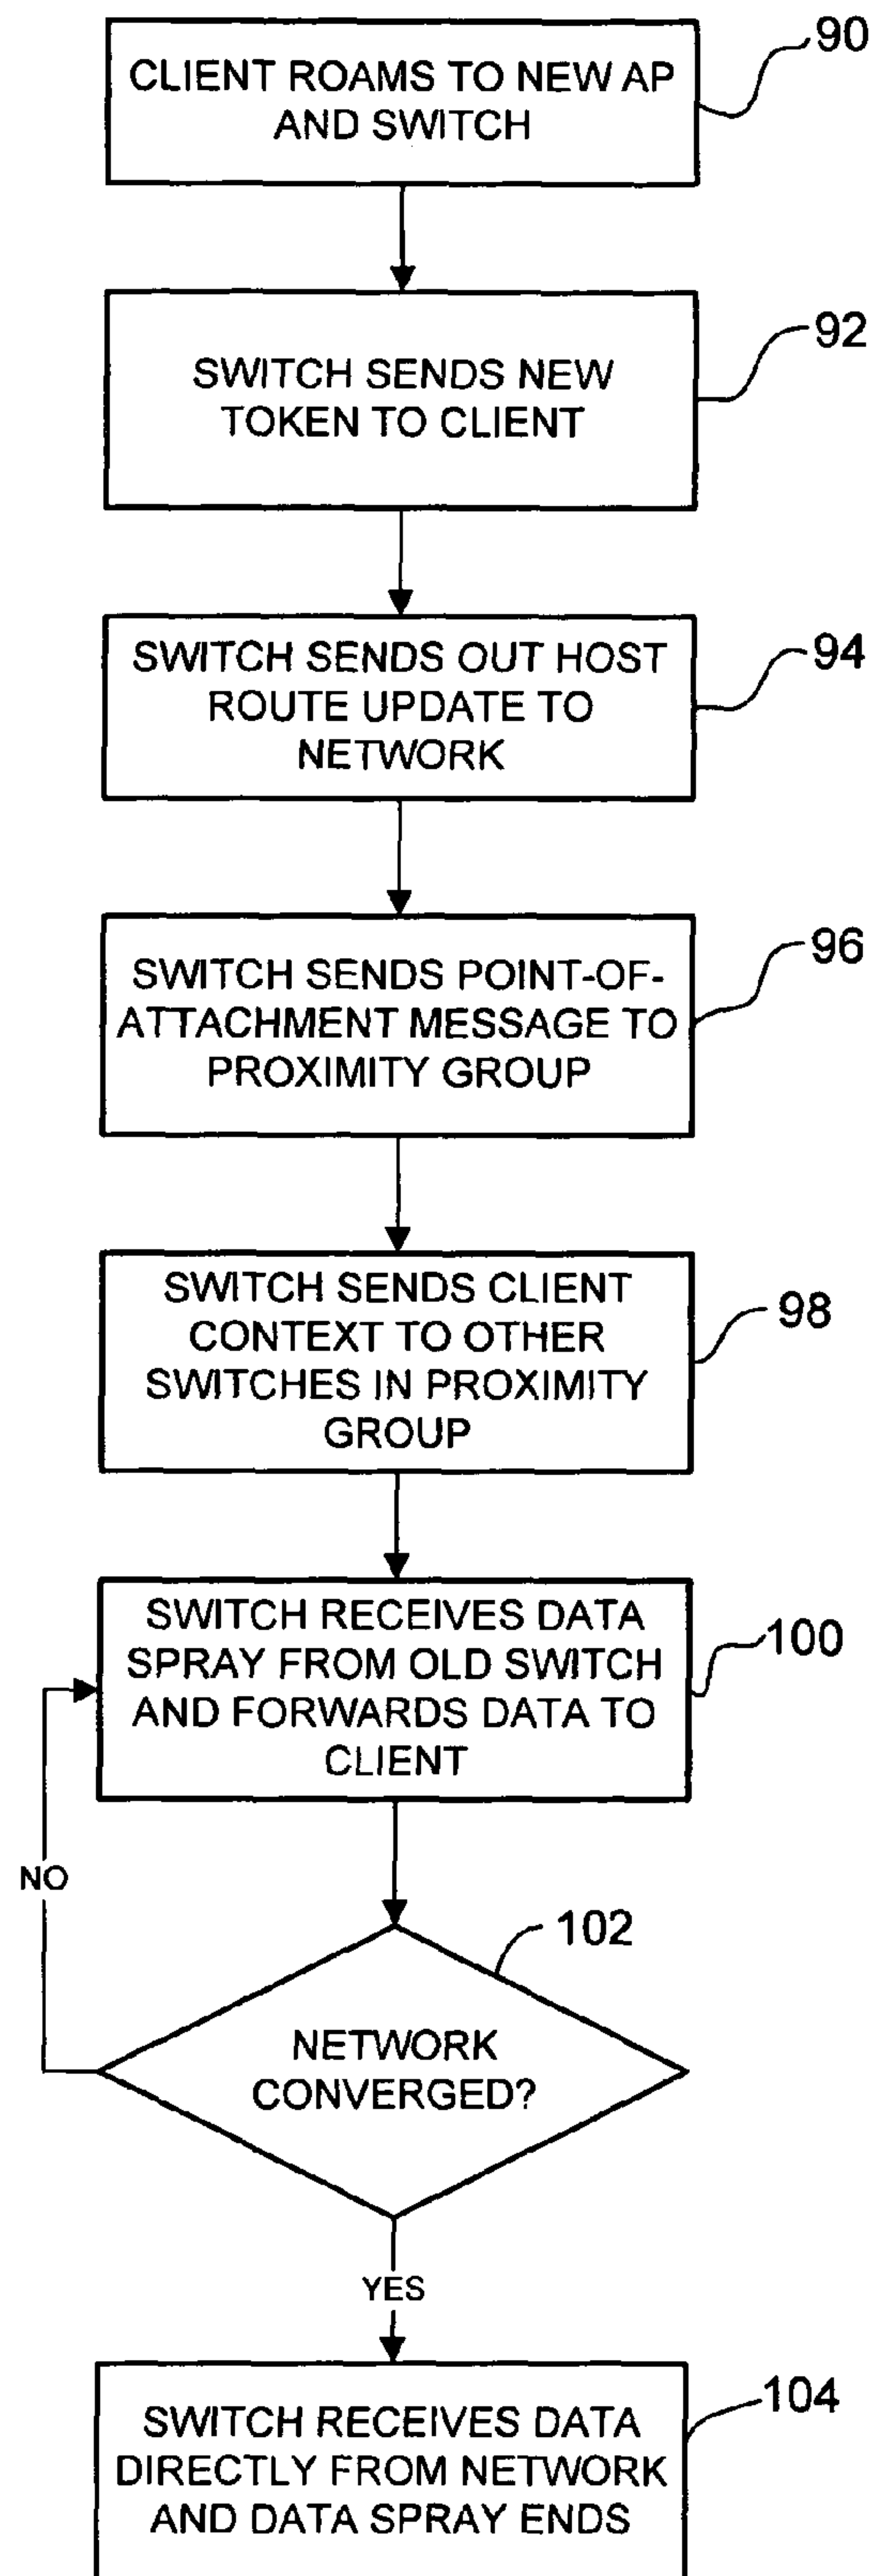 CLIENT ROAMS TO NEW AP
AND SWITCH
90
SWITCH SENDS NEW
TOKEN TO CLIENT
92
SWITCH SENDS OUT HOST
ROUTE UPDATE TO
NETWORK
94
SWITCH SENDS POINT-OF-
ATTACHMENT MESSAGE TO
PROXIMITY GROUP
96
SWITCH SENDS CLIENT
CONTEXT TO OTHER
SWITCHES IN PROXIMITY
GROUP
98
SWITCH RECEIVES DATA
SPRAY FROM OLD SWITCH
AND FORWARDS DATA TO
CLIENT
100
NO
102
NETWORK
CONVERGED?
YES
SWITCH RECEIVES DATA
DIRECTLY FROM NETWORK
AND DATA SPRAY ENDS
104